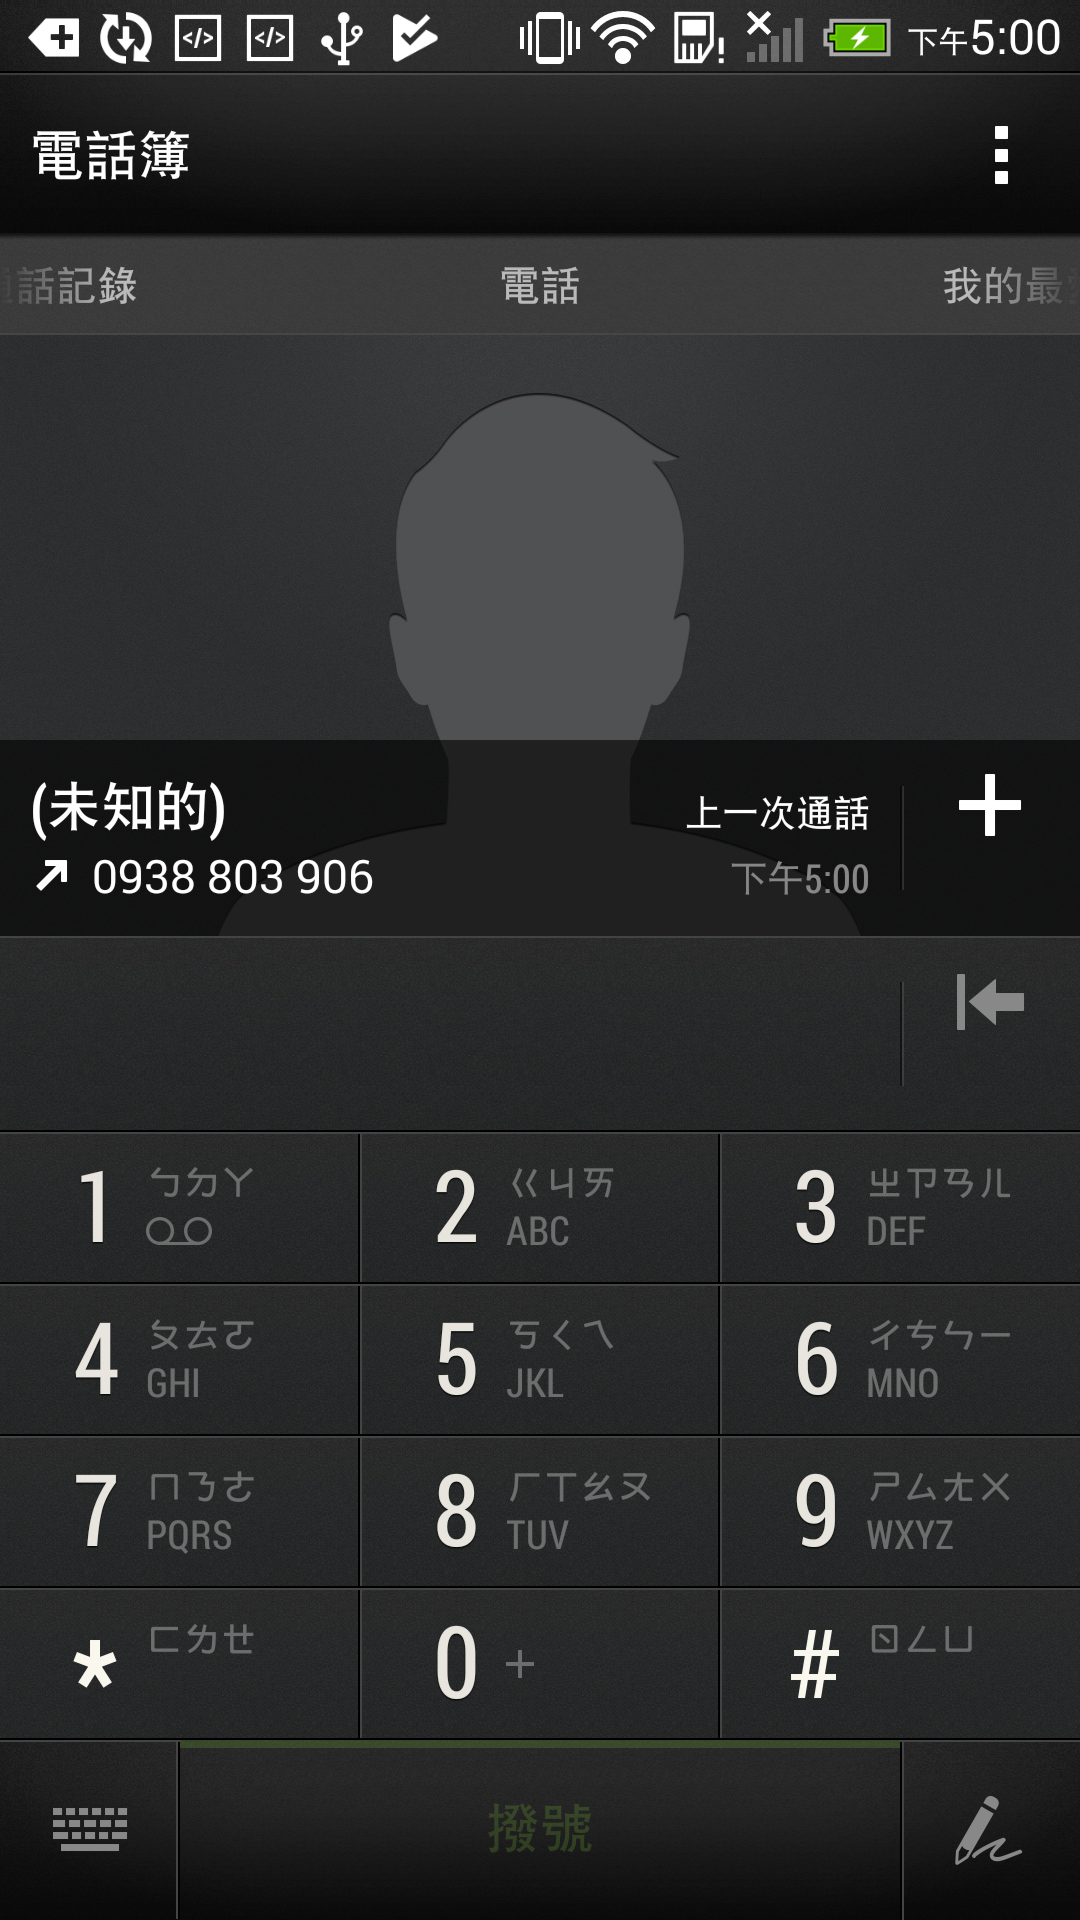 下午5:00
電話簿
通話記錄 電話 我的最
(未知的) 上一次通話
0938 803 906 下午5:00
1 ㄅㄉㄚ
2 ㄍㄐㄞ ABC
3 ㄓㄗㄢㄦ DEF
4 ㄆㄊㄛ GHI
5 ㄎㄑㄟ JKL
6 ㄔㄘㄣㄧ MNO
7 ㄇㄋㄜ PQRS
8 ㄏㄒㄠㄡ TUV
9 ㄕㄙㄤㄨ WXYZ
* ㄈㄌㄝ
0 +
# ㄖㄥㄩ
撥號